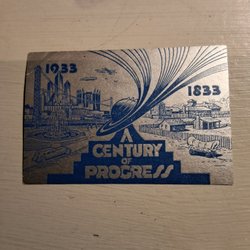 1933
1833
A
CENTURY
OF
PROGRESS